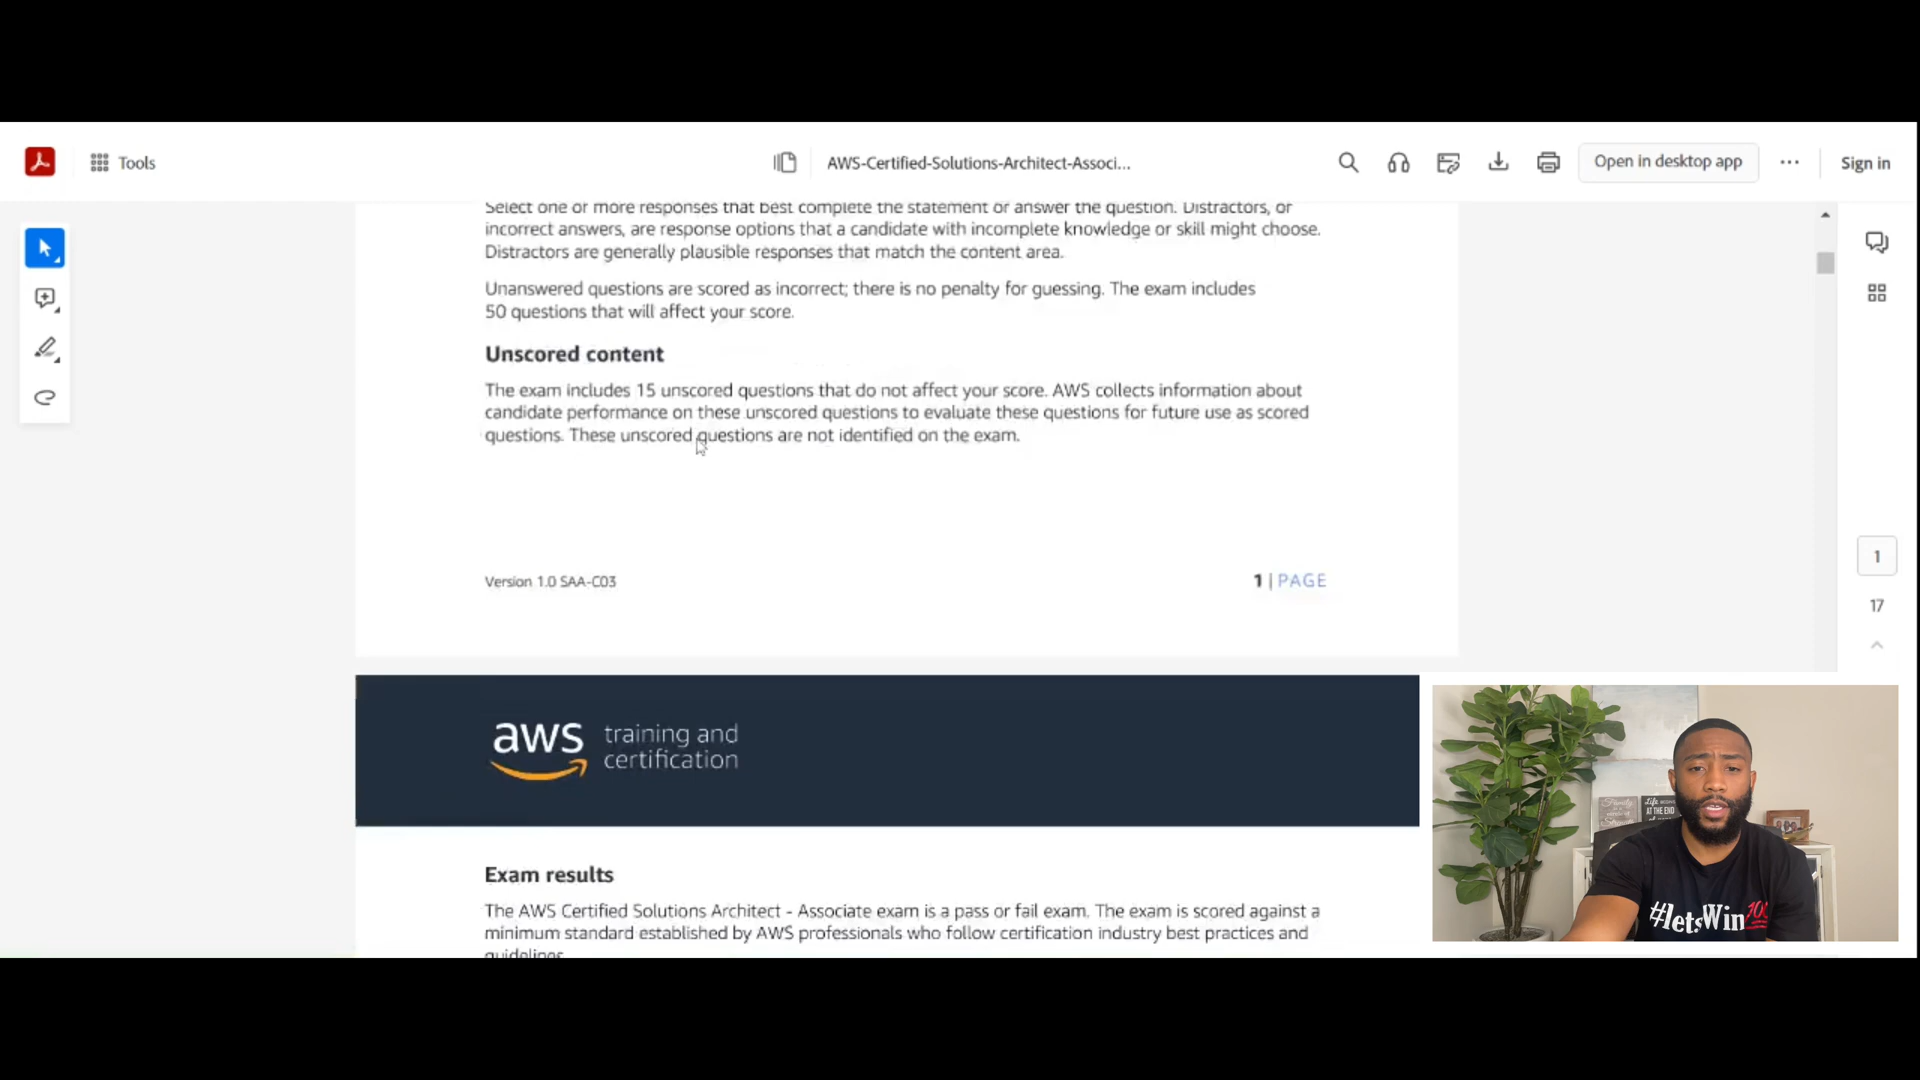 Tools
AWS-Certified-Solutions-Architect-Associ...
Open in desktop app
Sign in
Select one or more responses that best complete the statement or answer the question. Distractors, or
incorrect answers, are response options that a candidate with incomplete knowledge or skill might choose.
Distractors are generally plausible responses that match the content area.
Unanswered questions are scored as incorrect; there is no penalty for guessing. The exam includes
50 questions that will affect your score.
Unscored content
The exam includes 15 unscored questions that do not affect your score. AWS collects information about
candidate performance on these unscored questions to evaluate these questions for future use as scored
questions. These unscored questions are not identified on the exam.
Version 1.0 SAA-C03
1 | PAGE
1
17
aws training and
certification
Exam results
The AWS Certified Solutions Architect - Associate exam is a pass or fail exam. The exam is scored against a
minimum standard established by AWS professionals who follow certification industry best practices and
guidelines.
Family
Life BEGINS
AT THE END
#letsWin100